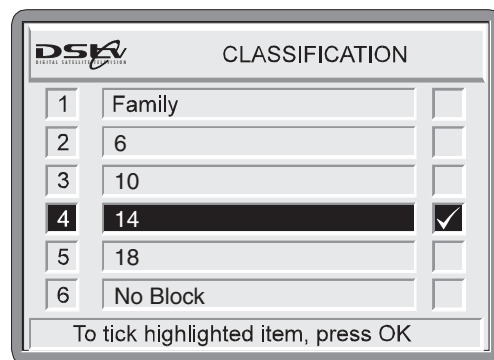 DStv
DIGITAL SATELLITE TELEVISION
CLASSIFICATION
1 Family
2 6
3 10
4 14
5 18
6 No Block
To tick highlighted item, press OK